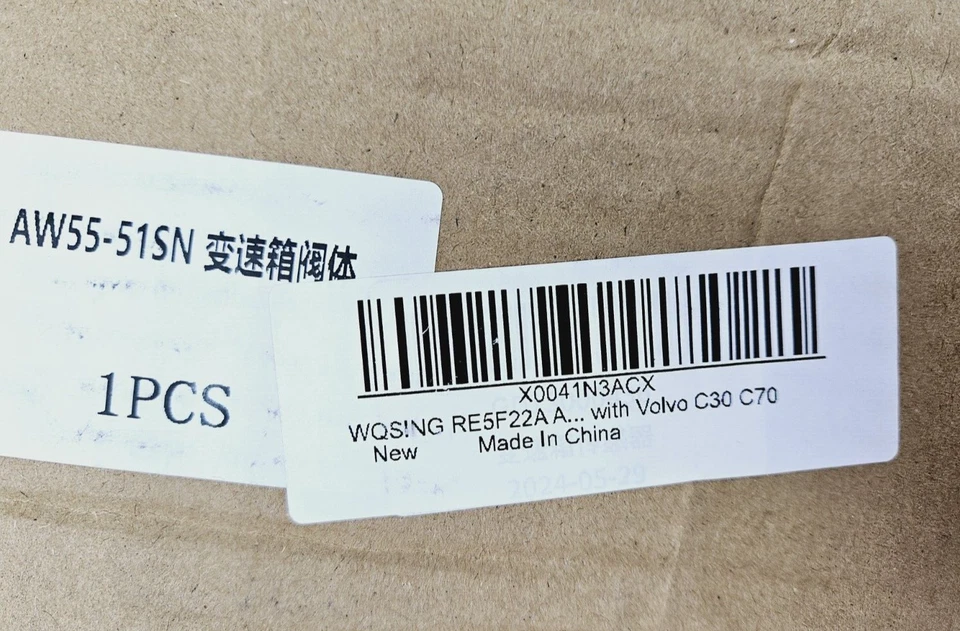 AW55-51SN 变速箱阀体
1PCS
X0041N3ACX
WQSING RE5F22A A... with Volvo C30 C70
New Made In China
2024-05-29